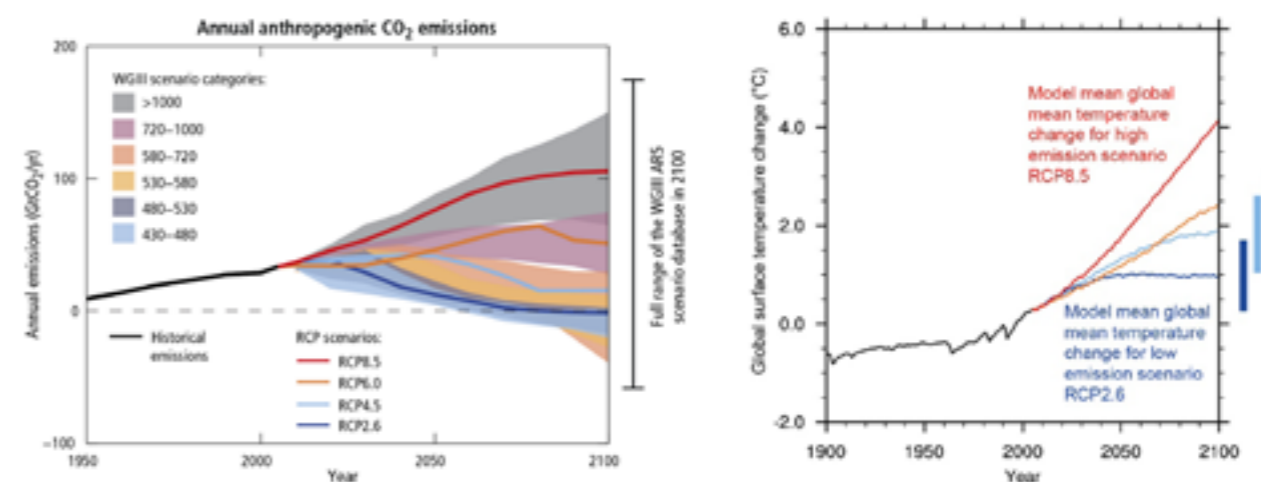 Annual anthropogenic CO2 emissions
200
100
0
−100
Annual emissions (GtCO2/yr)
WGIII scenario categories:
>1000
720–1000
580–720
530–580
480–530
430–480
Historical
emissions
RCP scenarios:
RCP8.5
RCP6.0
RCP4.5
RCP2.6
1950
2000
2050
2100
Year
Full range of the WGIII AR5
scenario database in 2100
6.0
4.0
2.0
0.0
-2.0
Global surface temperature change (°C)
Model mean global
mean temperature
change for high
emission scenario
RCP8.5
Model mean global
mean temperature
change for low
emission scenario
RCP2.6
1900
1950
2000
2050
2100
Year